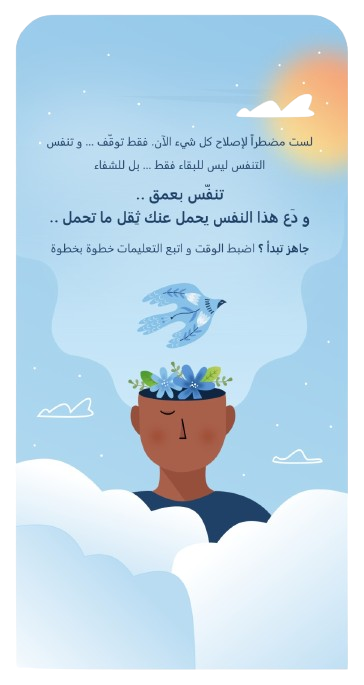 لست مضطراً لإصلاح كل شيء الآن. فقط توقّف ... و تنفس
التنفس ليس للبقاء فقط ... بل للشفاء
تنفّس بعمق ..
و دَع هذا النفس يحمل عنك ثِقل ما تحمل ..
جاهز تبدأ ؟ اضبط الوقت و اتبع التعليمات خطوة بخطوة